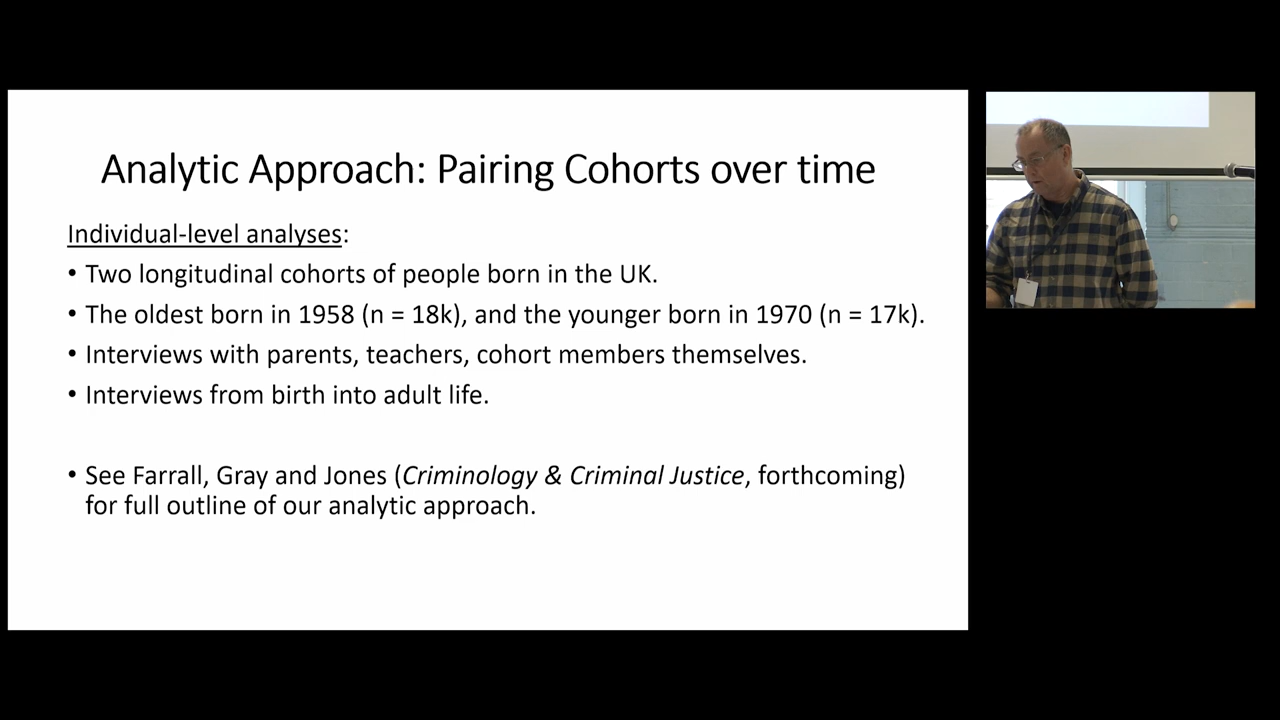 Analytic Approach: Pairing Cohorts over time
Individual-level analyses:
• Two longitudinal cohorts of people born in the UK.
• The oldest born in 1958 (n = 18k), and the younger born in 1970 (n = 17k).
• Interviews with parents, teachers, cohort members themselves.
• Interviews from birth into adult life.
• See Farrall, Gray and Jones (Criminology & Criminal Justice, forthcoming)
for full outline of our analytic approach.